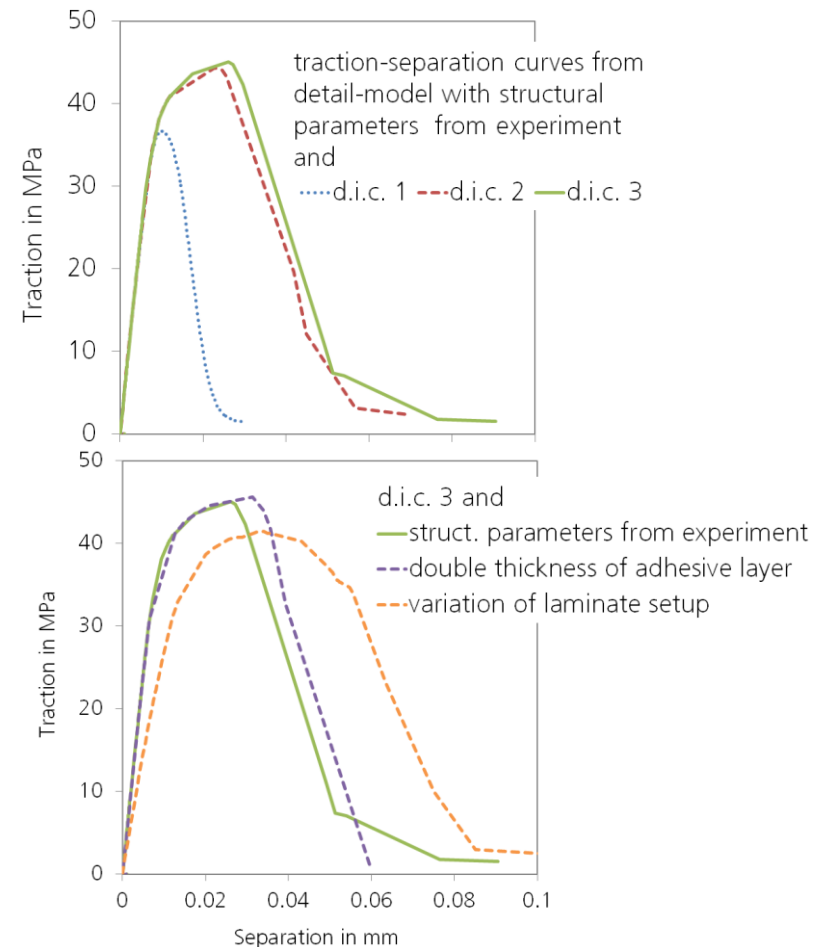 50
40
30
20
10
0
Traction in MPa
traction-separation curves from
detail-model with structural
parameters from experiment
and
d.i.c. 1 d.i.c. 2 d.i.c. 3
50
40
30
20
10
0
Traction in MPa
d.i.c. 3 and
struct. parameters from experiment
double thickness of adhesive layer
variation of laminate setup
0 0.02 0.04 0.06 0.08 0.1
Separation in mm